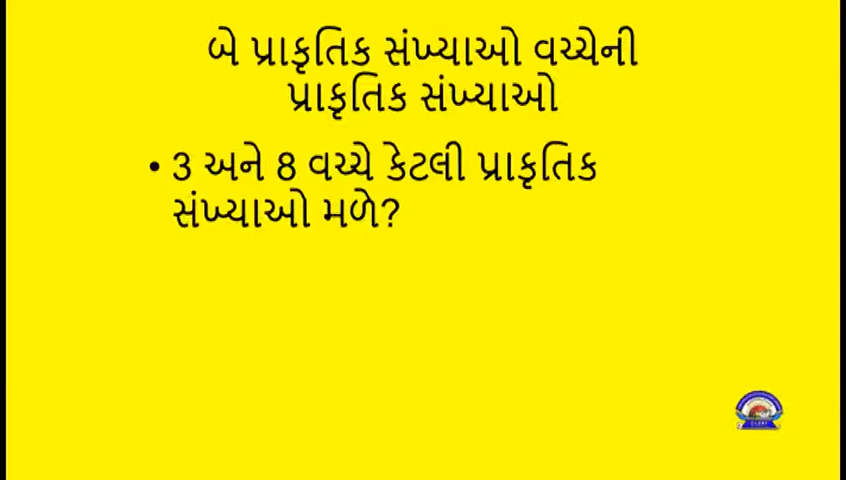 બે પ્રાકૃતિક સંખ્યાઓ વચ્ચેની
પ્રાકૃતિક સંખ્યાઓ
• 3 અને 8 વચ્ચે કેટલી પ્રાકૃતિક
સંખ્યાઓ મળે?